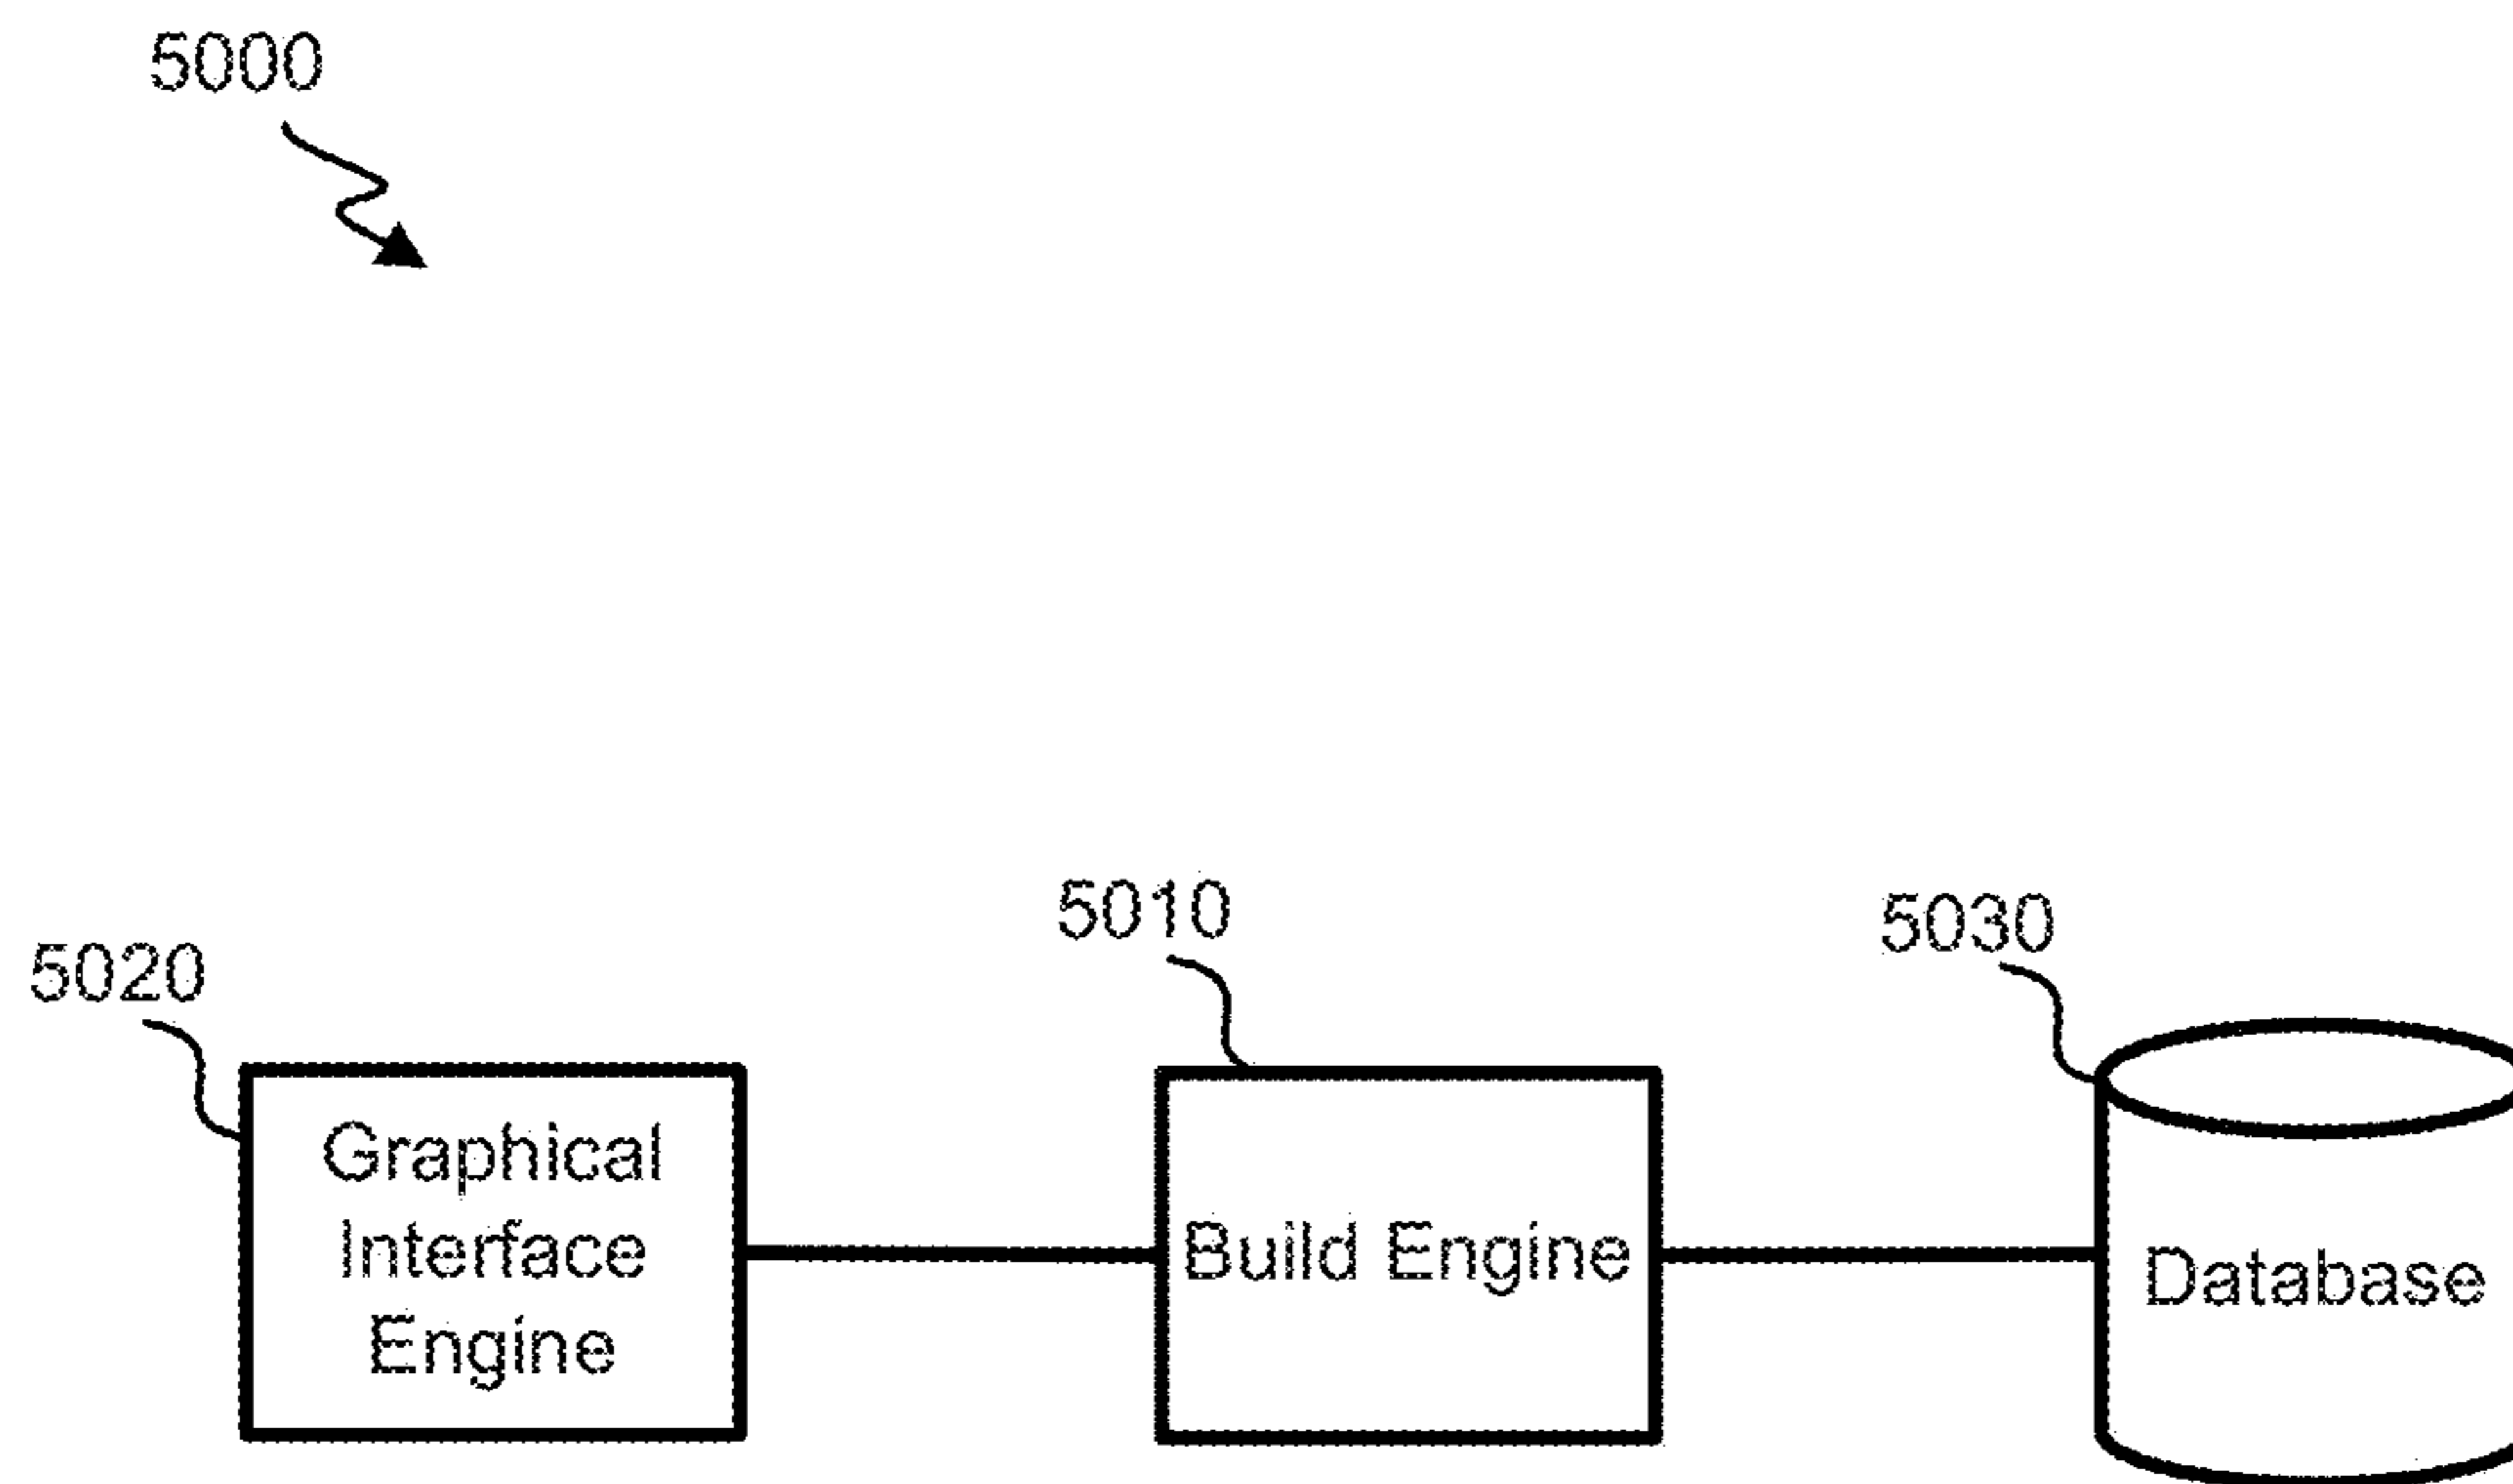 5000
5010
5030
5020
Graphical
Interface
Engine
Build Engine
Database